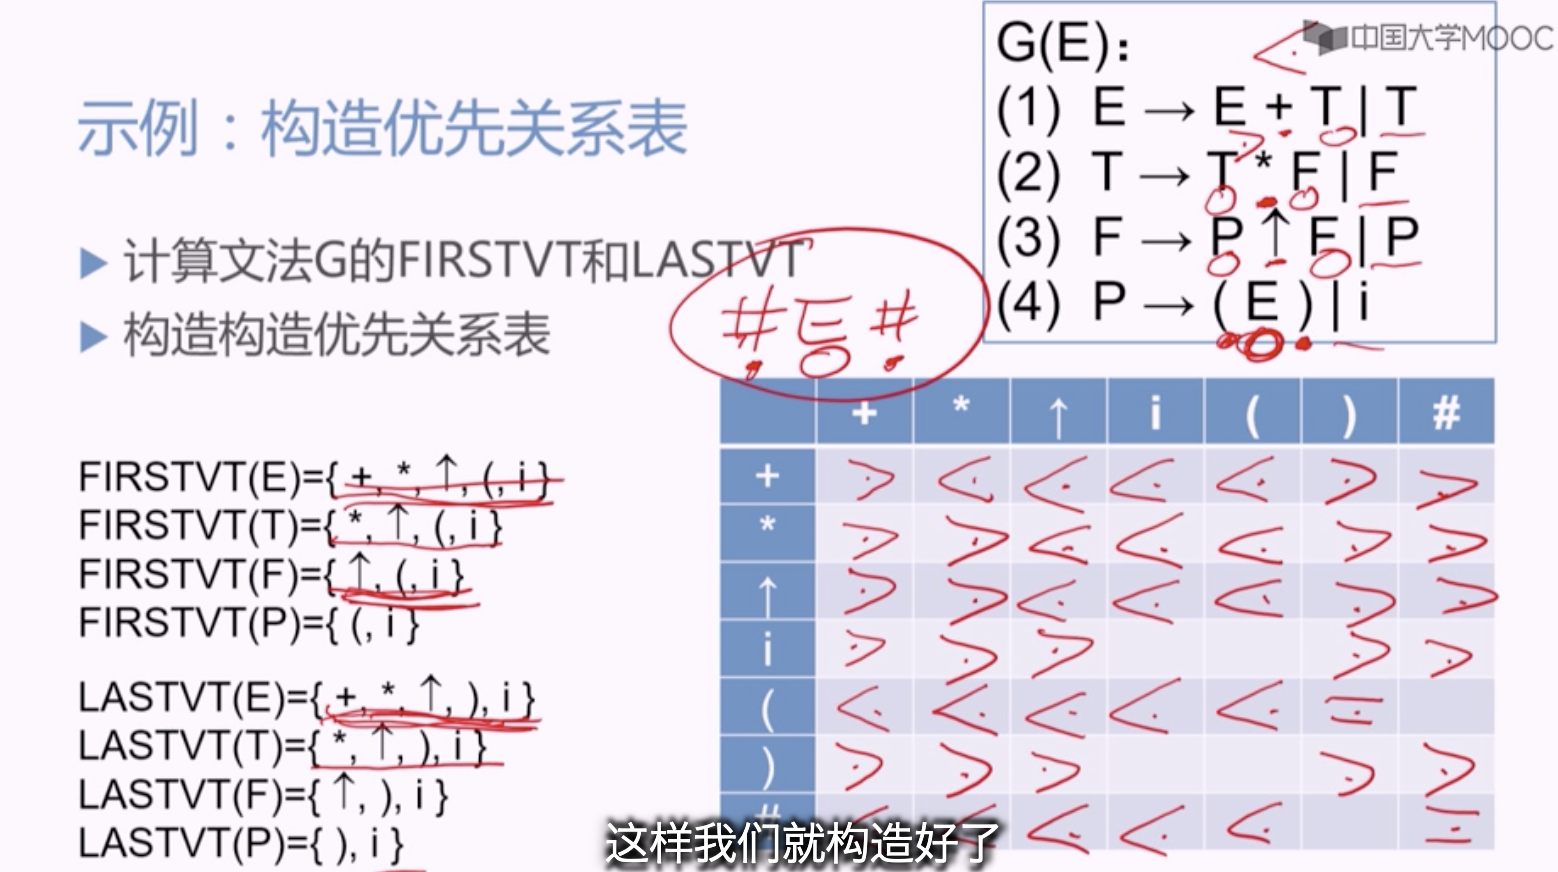 中国大学MOOC
G(E):
(1) E → E + T | T
(2) T → T * F | F
(3) F → P ↑ F | P
(4) P → ( E ) | i
<·
·>
示例：构造优先关系表
▶ 计算文法G的FIRSTVT和LASTVT
▶ 构造构造优先关系表
# E #
FIRSTVT(E)={ +, *, ↑, (, i }
FIRSTVT(T)={ *, ↑, (, i }
FIRSTVT(F)={ ↑, (, i }
FIRSTVT(P)={ (, i }
LASTVT(E)={ +, *, ↑, ), i }
LASTVT(T)={ *, ↑, ), i }
LASTVT(F)={ ↑, ), i }
LASTVT(P)={ ), i }
+ * ↑ i ( ) #
+ ·> <· <· <· <· ·> ·>
* ·> ·> <· <· <· ·> ·>
↑ ·> ·> <· <· <· ·> ·>
i ·> ·> ·> ·> ·>
( <· <· <· <· <· =
) ·> ·> ·> ·> ·>
# <· <· <· <· <· =
这样我们就构造好了